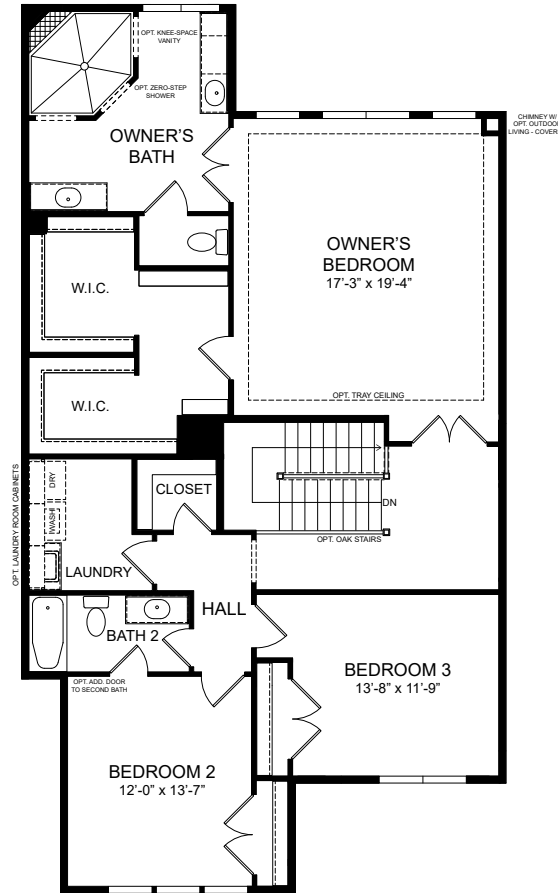 OPT. KNEE-SPACE
VANITY
OPT. ZERO-STEP
SHOWER
OWNER'S
BATH
CHIMNEY W/
OPT. OUTDOOR
LIVING - COVER
OWNER'S
BEDROOM
17'-3" x 19'-4"
W.I.C.
OPT. TRAY CEILING
W.I.C.
OPT. LAUNDRY ROOM CABINETS
DRY
WASH
CLOSET
DN
OPT. OAK STAIRS
LAUNDRY
HALL
BATH 2
OPT. ADD. DOOR
TO SECOND BATH
BEDROOM 3
13'-8" x 11'-9"
BEDROOM 2
12'-0" x 13'-7"